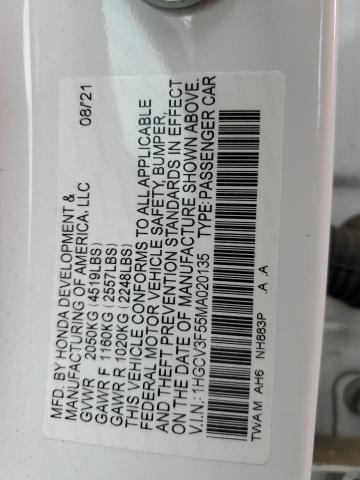 MFD. BY HONDA DEVELOPMENT &
MANUFACTURING OF AMERICA, LLC 08/21
GVWR 2050KG (4519LBS)
GAWR F 1160KG (2557LBS)
GAWR R 1020KG (2248LBS)
THIS VEHICLE CONFORMS TO ALL APPLICABLE
FEDERAL MOTOR VEHICLE SAFETY, BUMPER,
AND THEFT PREVENTION STANDARDS IN EFFECT
ON THE DATE OF MANUFACTURE SHOWN ABOVE.
V.I.N.: 1HGCV3F55MA020135 TYPE: PASSENGER CAR
TWAM AH6 NH883P .A .A